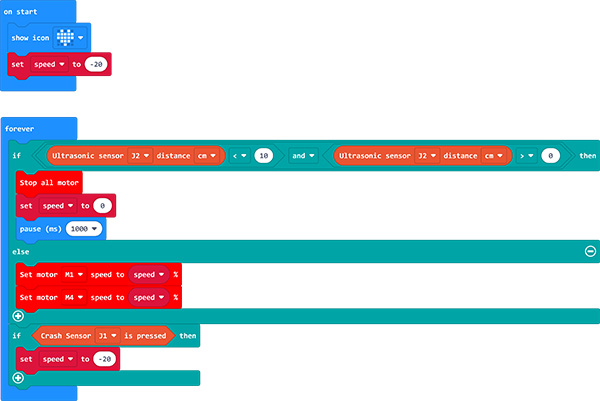 on start
show icon
set speed to -20
forever
if Ultrasonic sensor J2 distance cm < 10 and Ultrasonic sensor J2 distance cm > 0 then
Stop all motor
set speed to 0
pause (ms) 1000
else
Set motor M1 speed to speed %
Set motor M4 speed to speed %
if Crash Sensor J1 is pressed then
set speed to -20